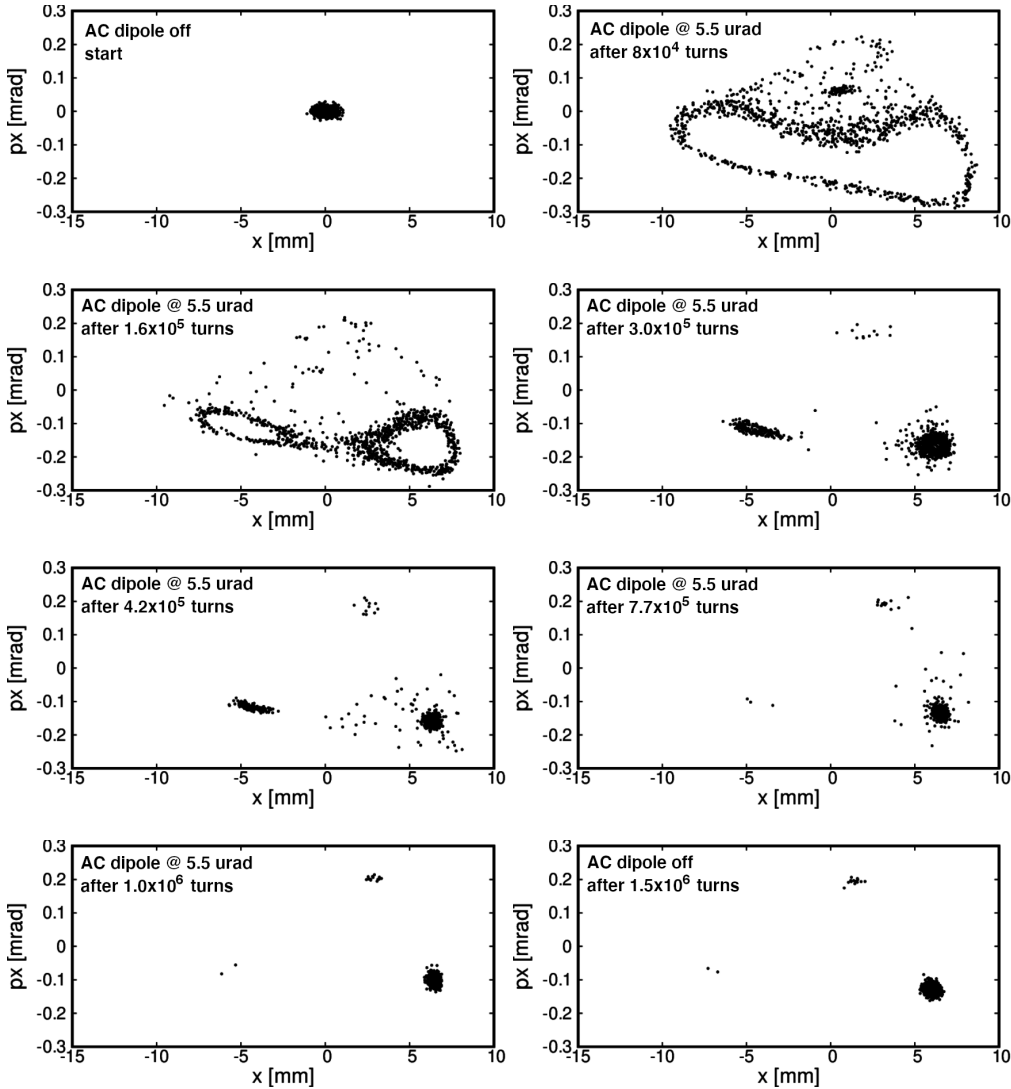 AC dipole off
start
px [mrad]
0.3
0.2
0.1
0
-0.1
-0.2
-0.3
-15 -10 -5 0 5 10
x [mm]
AC dipole @ 5.5 urad
after 8x10⁴ turns
px [mrad]
0.3
0.2
0.1
0
-0.1
-0.2
-0.3
-15 -10 -5 0 5 10
x [mm]
AC dipole @ 5.5 urad
after 1.6x10⁵ turns
px [mrad]
0.3
0.2
0.1
0
-0.1
-0.2
-0.3
-15 -10 -5 0 5 10
x [mm]
AC dipole @ 5.5 urad
after 3.0x10⁵ turns
px [mrad]
0.3
0.2
0.1
0
-0.1
-0.2
-0.3
-15 -10 -5 0 5 10
x [mm]
AC dipole @ 5.5 urad
after 4.2x10⁵ turns
px [mrad]
0.3
0.2
0.1
0
-0.1
-0.2
-0.3
-15 -10 -5 0 5 10
x [mm]
AC dipole @ 5.5 urad
after 7.7x10⁵ turns
px [mrad]
0.3
0.2
0.1
0
-0.1
-0.2
-0.3
-15 -10 -5 0 5 10
x [mm]
AC dipole @ 5.5 urad
after 1.0x10⁶ turns
px [mrad]
0.3
0.2
0.1
0
-0.1
-0.2
-0.3
-15 -10 -5 0 5 10
x [mm]
AC dipole off
after 1.5x10⁶ turns
px [mrad]
0.3
0.2
0.1
0
-0.1
-0.2
-0.3
-15 -10 -5 0 5 10
x [mm]